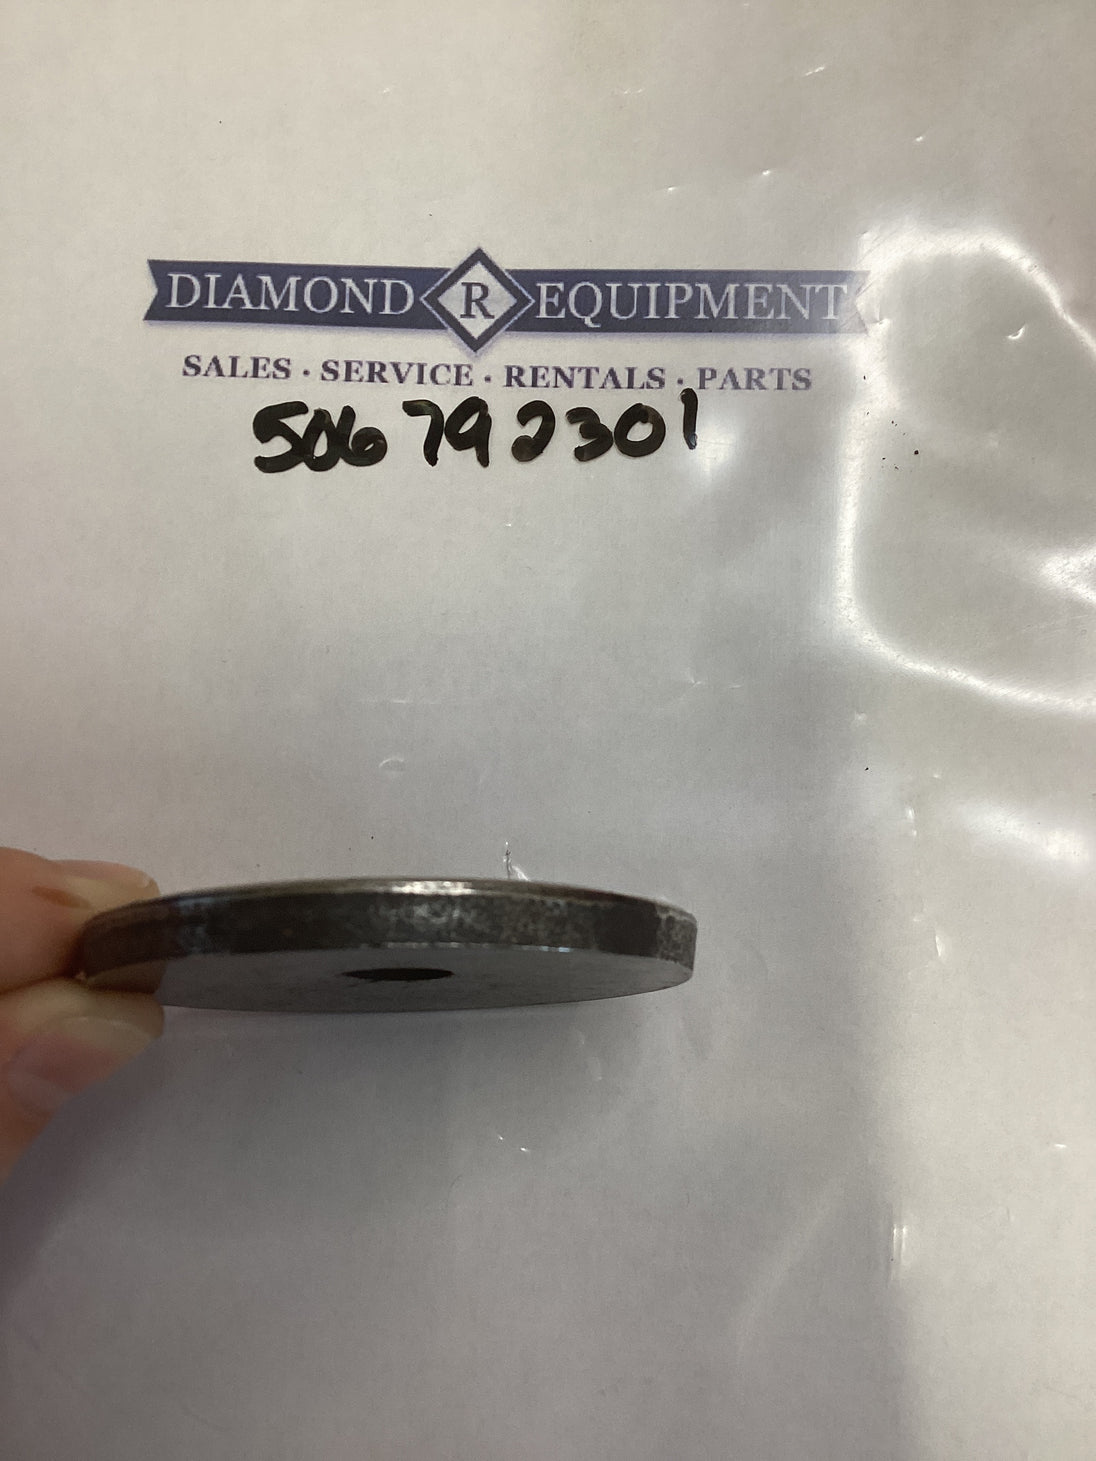 DIAMOND R EQUIPMENT
SALES · SERVICE · RENTALS · PARTS
506792301